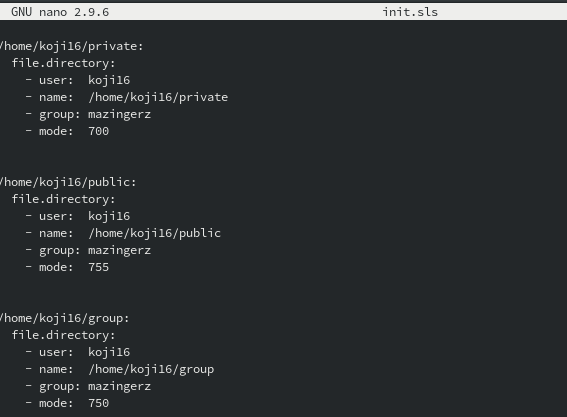 GNU nano 2.9.6 init.sls
/home/koji16/private:
  file.directory:
    - user:  koji16
    - name:  /home/koji16/private
    - group: mazingerz
    - mode:  700
/home/koji16/public:
  file.directory:
    - user:  koji16
    - name:  /home/koji16/public
    - group: mazingerz
    - mode:  755
/home/koji16/group:
  file.directory:
    - user:  koji16
    - name:  /home/koji16/group
    - group: mazingerz
    - mode:  750